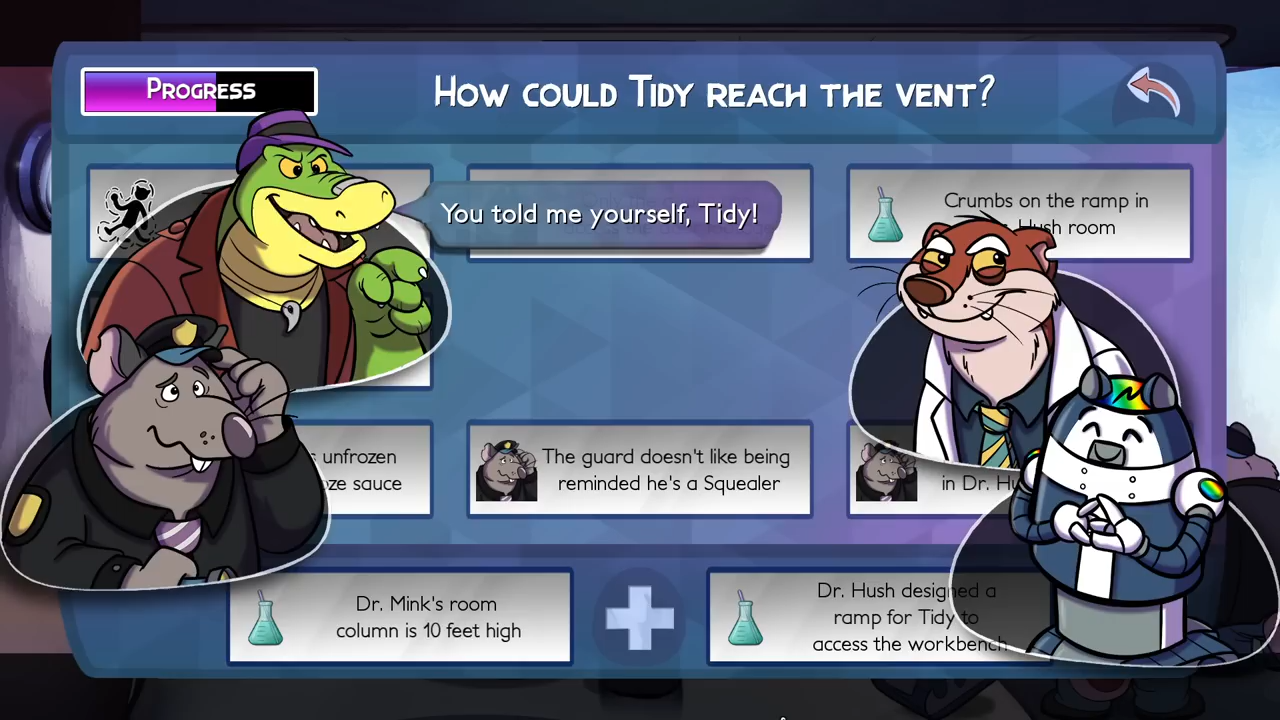 PROGRESS
HOW COULD TIDY REACH THE VENT?
You told me yourself, Tidy!
Crumbs on the ramp in
Hush room
unfrozen
sauce
The guard doesn't like being
reminded he's a Squealer
in Dr.
Dr. Mink's room
column is 10 feet high
Dr. Hush designed a
ramp for Tidy to
access the workbench